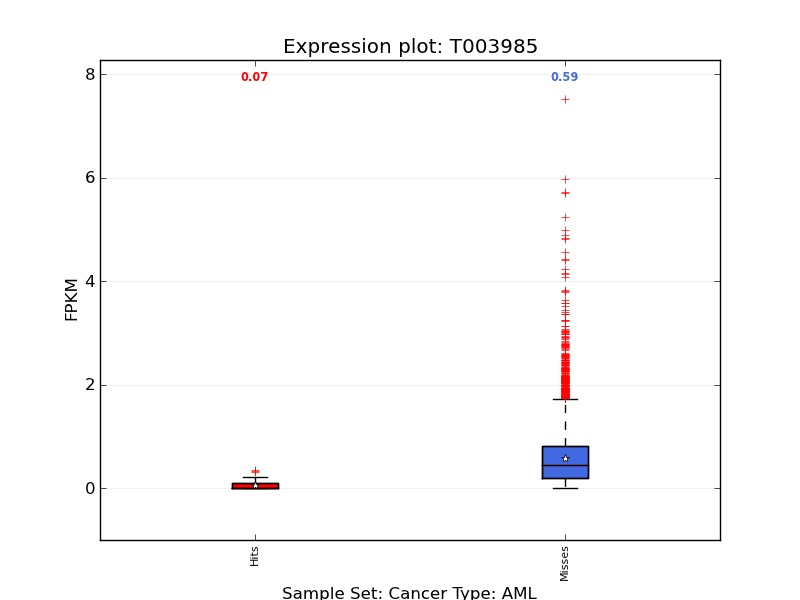 Expression plot: T003985
0.07
0.59
8
6
4
2
0
FPKM
Hits
Misses
Sample Set: Cancer Type: AML